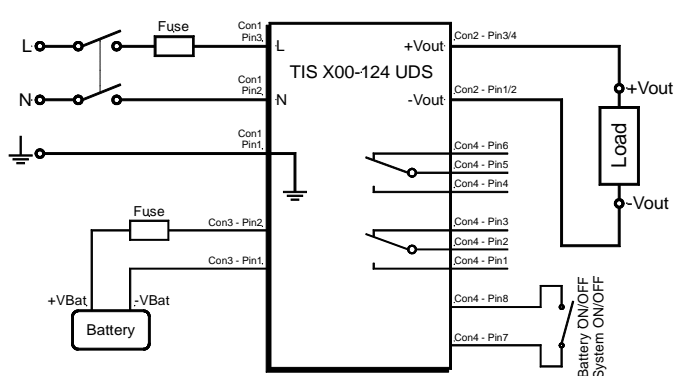 Fuse
Con1
Pin3
L
L
+Vout
Con2 - Pin3/4
TIS X00-124 UDS
+Vout
Con1
Pin2
N
N
-Vout
Con2 - Pin1/2
Load
Con1
Pin1
Con4 - Pin6
Con4 - Pin5
Con4 - Pin4
-Vout
Fuse
Con3 - Pin2
Con4 - Pin3
Con4 - Pin2
Con3 - Pin1
Con4 - Pin1
+VBat
-VBat
Con4 - Pin8
Battery
Con4 - Pin7
Battery ON/OFF
System ON/OFF